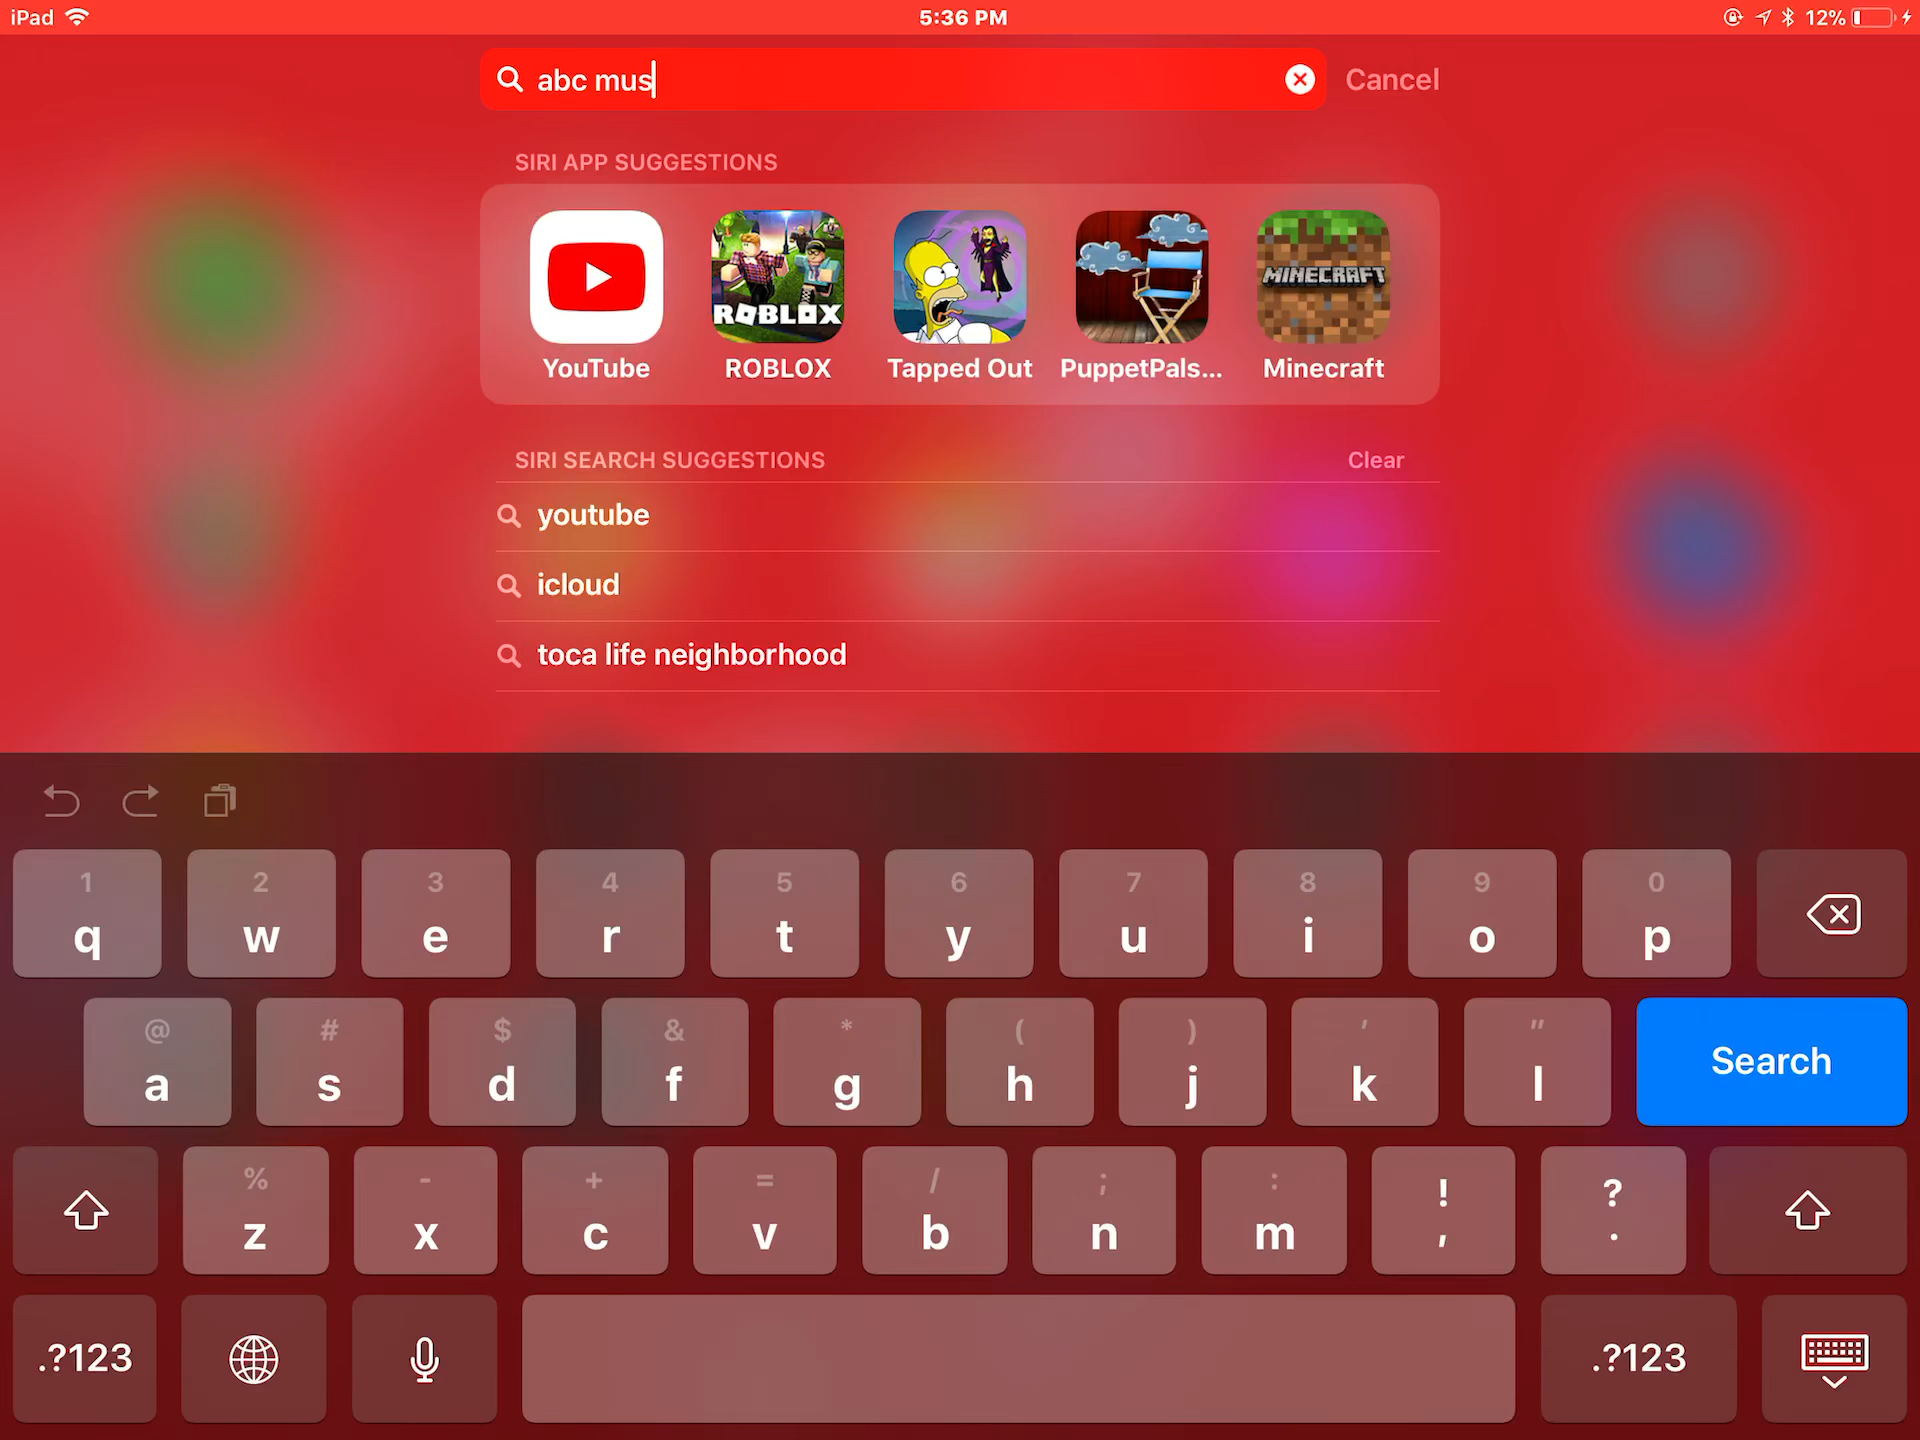 iPad 5:36 PM 12%
abc mus Cancel
SIRI APP SUGGESTIONS
ROBLOX MINECRAFT
YouTube ROBLOX Tapped Out PuppetPals... Minecraft
SIRI SEARCH SUGGESTIONS Clear
youtube
icloud
toca life neighborhood
1 2 3 4 5 6 7 8 9 0
q w e r t y u i o p
@ # $ & * ( ) ' "
a s d f g h j k l Search
% - + = / ; : ! ?
z x c v b n m , .
.?123 .?123